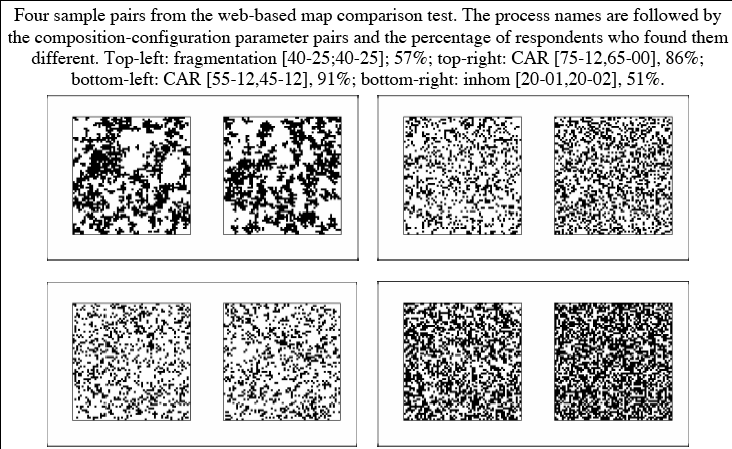 Four sample pairs from the web-based map comparison test. The process names are followed by
the composition-configuration parameter pairs and the percentage of respondents who found them
different. Top-left: fragmentation [40-25;40-25]; 57%; top-right: CAR [75-12,65-00], 86%;
bottom-left: CAR [55-12,45-12], 91%; bottom-right: inhom [20-01,20-02], 51%.